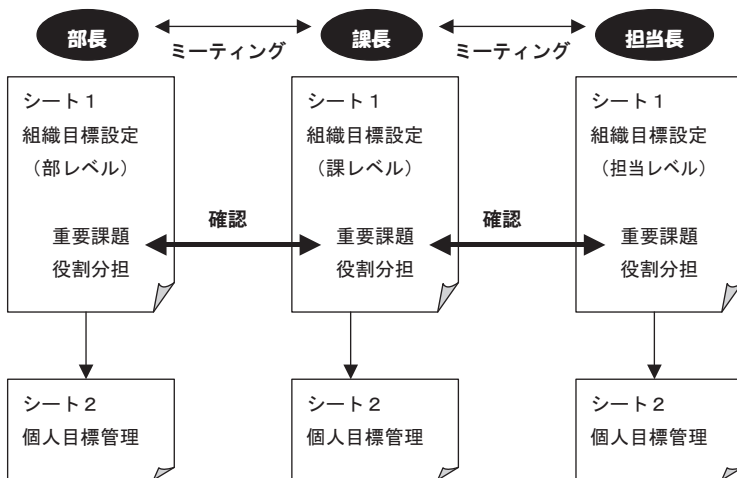 部長
ミーティング
課長
ミーティング
担当長
シート1
組織目標設定
（部レベル）
重要課題
役割分担
確認
シート1
組織目標設定
（課レベル）
重要課題
役割分担
確認
シート1
組織目標設定
（担当レベル）
重要課題
役割分担
シート2
個人目標管理
シート2
個人目標管理
シート2
個人目標管理